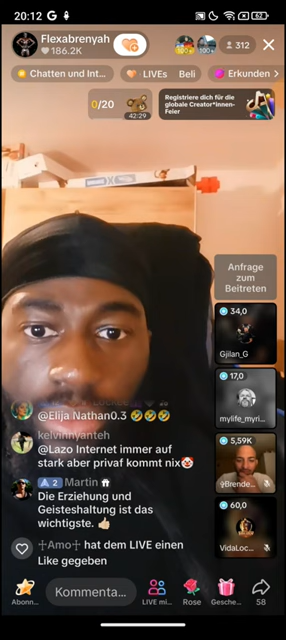 20:12
62
Flexabrenyah
186.2K
312
Chatten und Int...
LIVEs Beli
Erkunden
0/20
42:29
Registriere dich für die
globale Creator*innen-
Feier
Anfrage
zum
Beitreten
34,0
Gjilan_G
17,0
mylife_myri...
5,59K
Brende...
60,0
VidaLoc...
@Elija Nathan0.3 🤣🤣🤣
kelvinnyanteh
@Lazo Internet immer auf
stark aber privaf kommt nix🤡
2 Martin
Die Erziehung und
Geisteshaltung ist das
wichtigste. 👍🏼
☩Amo☩ hat dem LIVE einen
Like gegeben
Abonn...
Kommenta...
LIVE mi...
Rose
Gesche...
58